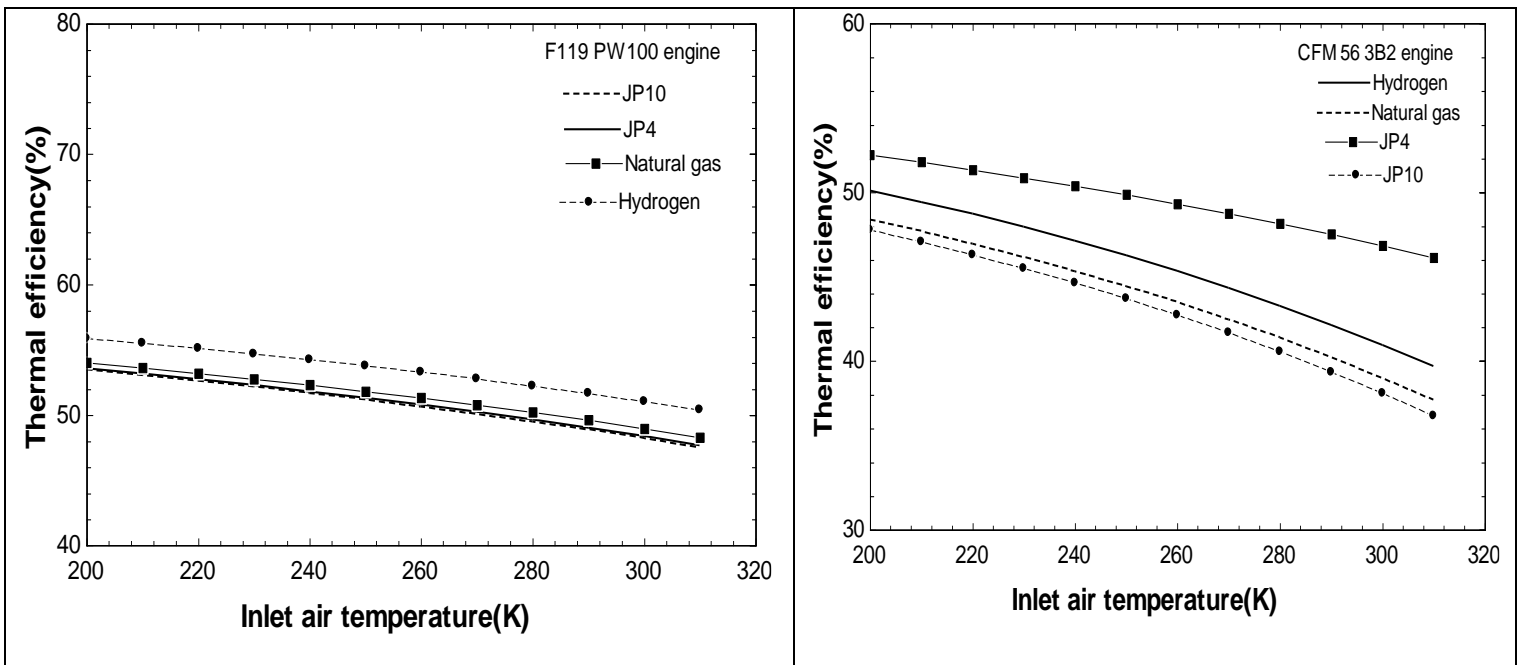 F119 PW100 engine
JP10
JP4
Natural gas
Hydrogen
Thermal efficiency(%)
80
70
60
50
40
200 220 240 260 280 300 320
Inlet air temperature(K)
CFM 56 3B2 engine
Hydrogen
Natural gas
JP4
JP10
Thermal efficiency(%)
60
50
40
30
200 220 240 260 280 300 320
Inlet air temperature(K)